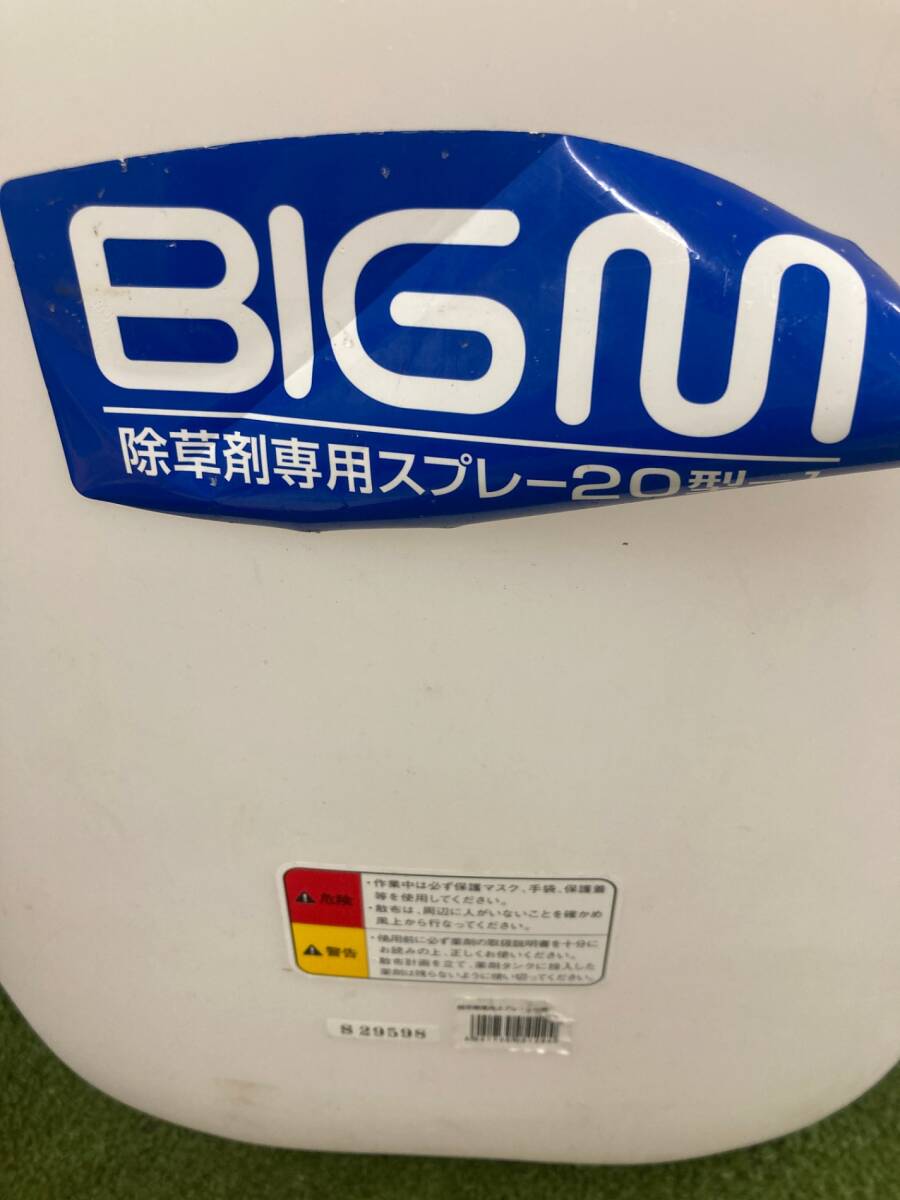 BIGM
除草剤専用スプレー20型
危険
・作業中は必ず保護マスク、手袋、保護着
等を使用してください。
・散布は、周辺に人がいないことを確かめ
風上から行なってください。
警告
・使用前に必ず薬剤の取扱説明書を十分に
お読みの上、正しくお使いください。
・散布計画を立て、薬剤タンクに投入した
薬剤は残らないように使い切ってください。
S 29598